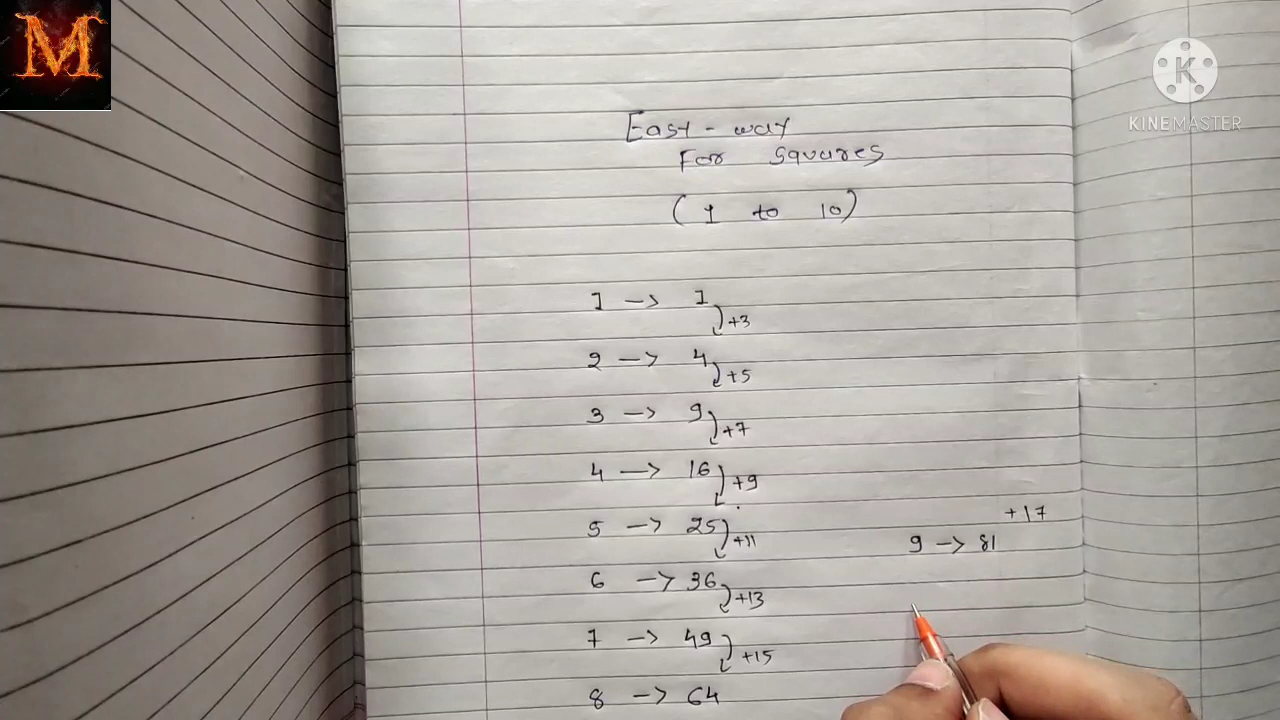 M
KINEMASTER
Easy-way
For Squares
(1 to 10)
1 -> 1
+3
2 -> 4
+5
3 -> 9
+7
4 -> 16
+9
5 -> 25
+11
6 -> 36
+13
7 -> 49
+15
8 -> 64
+17
9 -> 81